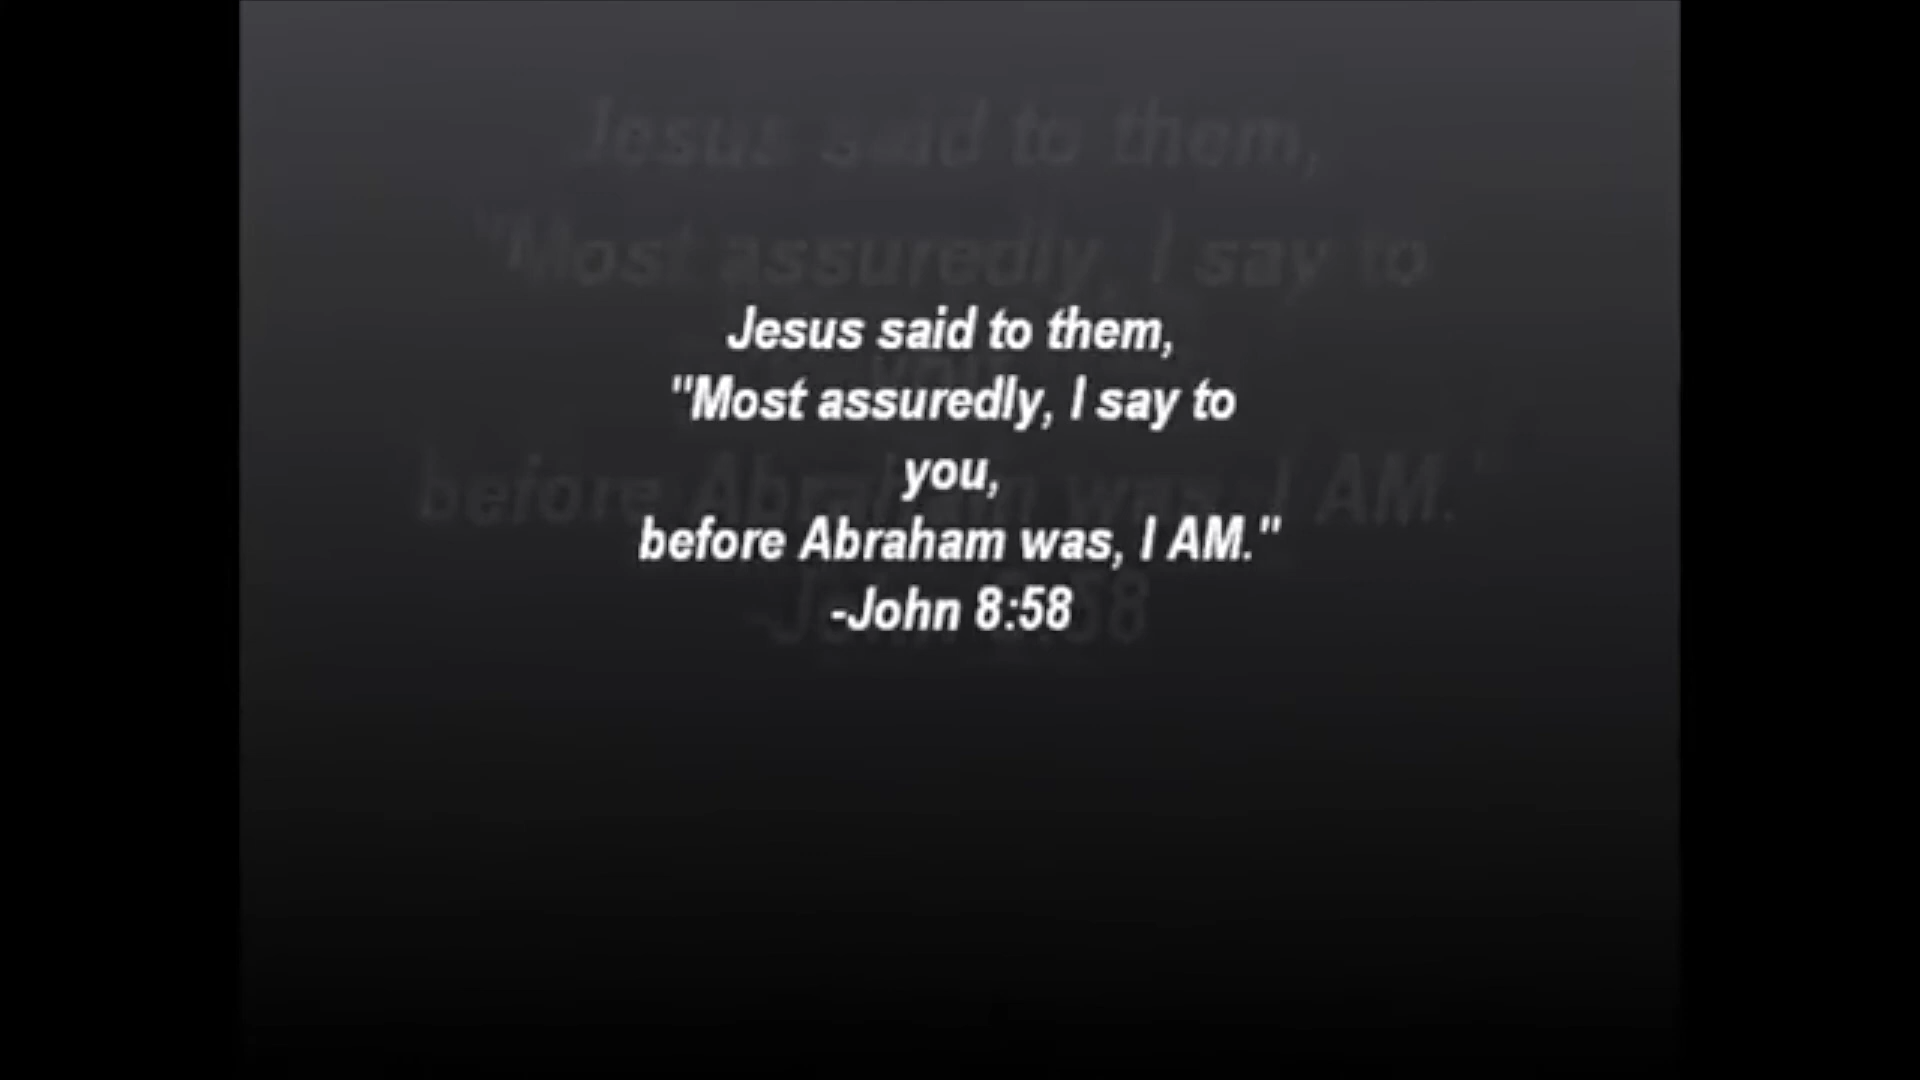 Jesus said to them,
"Most assuredly, I say to
you,
before Abraham was, I AM."
-John 8:58